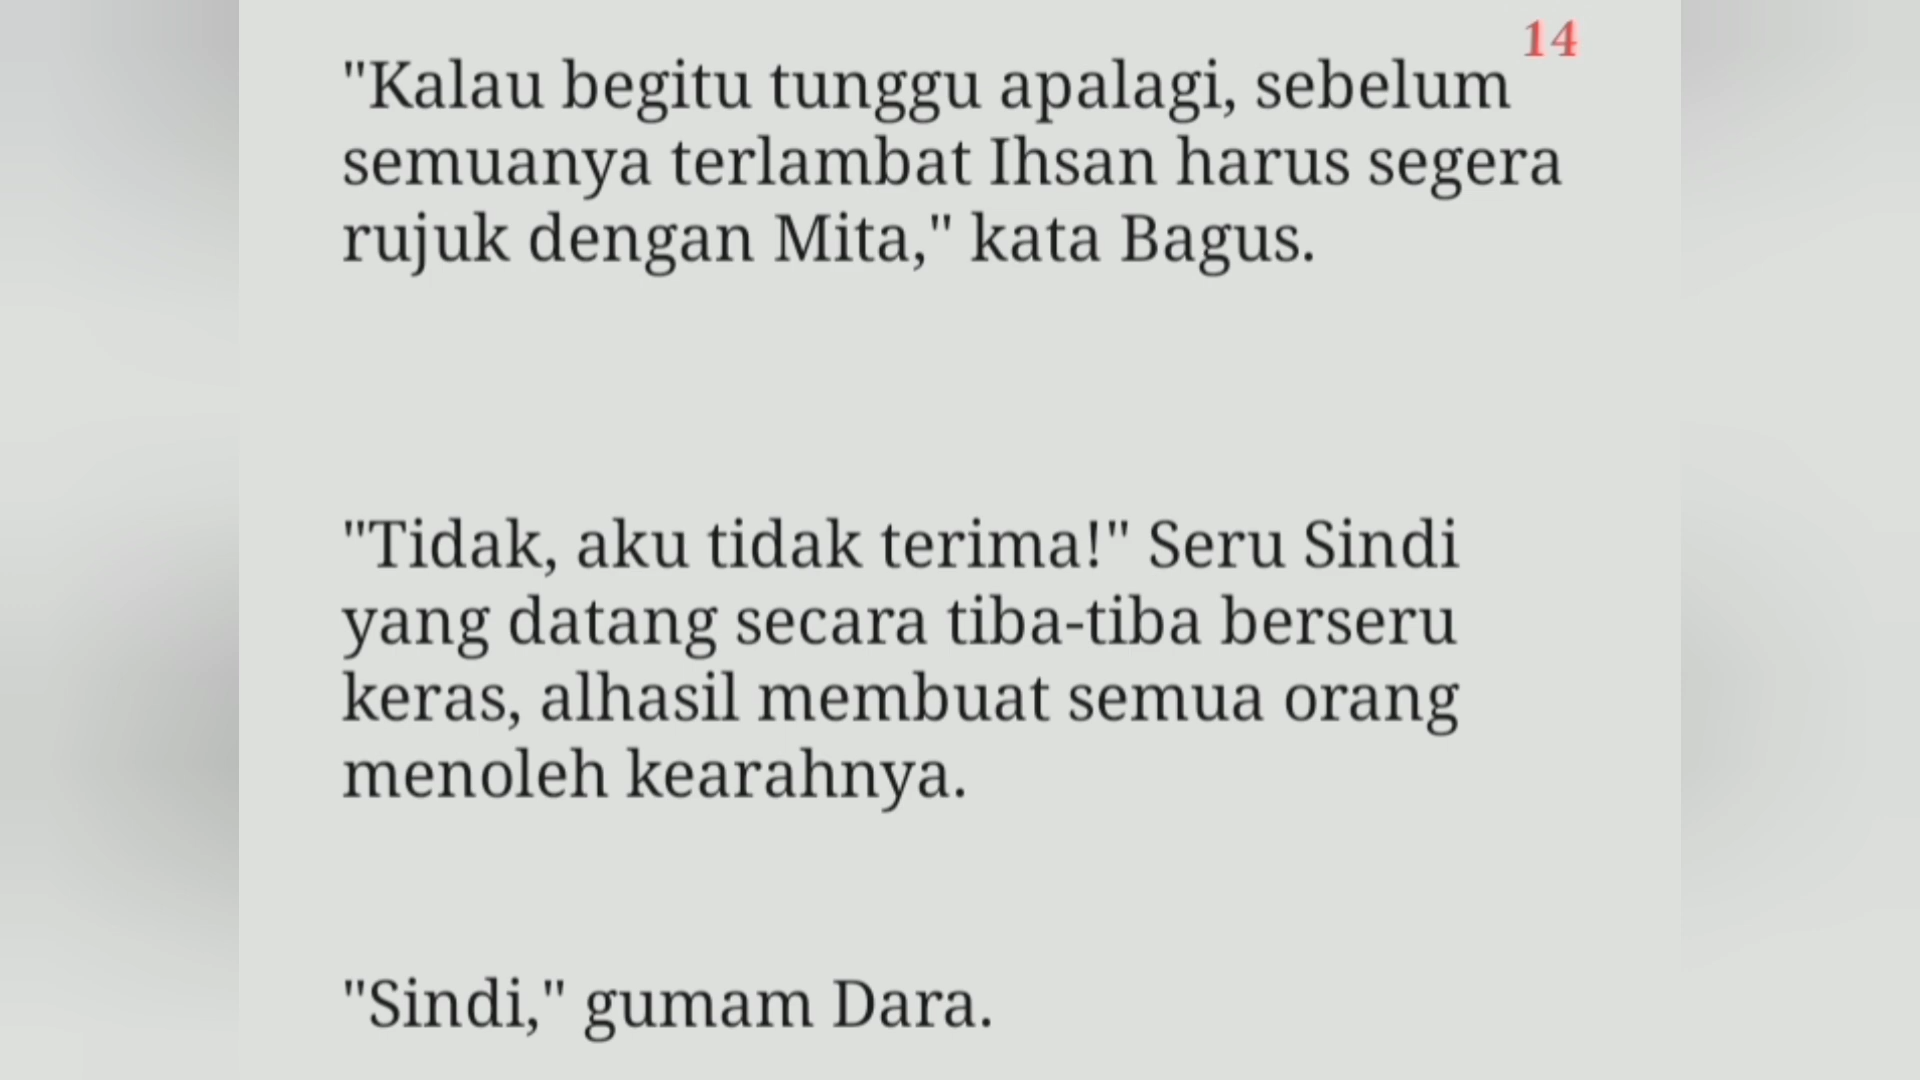 14
"Kalau begitu tunggu apalagi, sebelum
semuanya terlambat Ihsan harus segera
rujuk dengan Mita," kata Bagus.
"Tidak, aku tidak terima!" Seru Sindi
yang datang secara tiba-tiba berseru
keras, alhasil membuat semua orang
menoleh kearahnya.
"Sindi," gumam Dara.